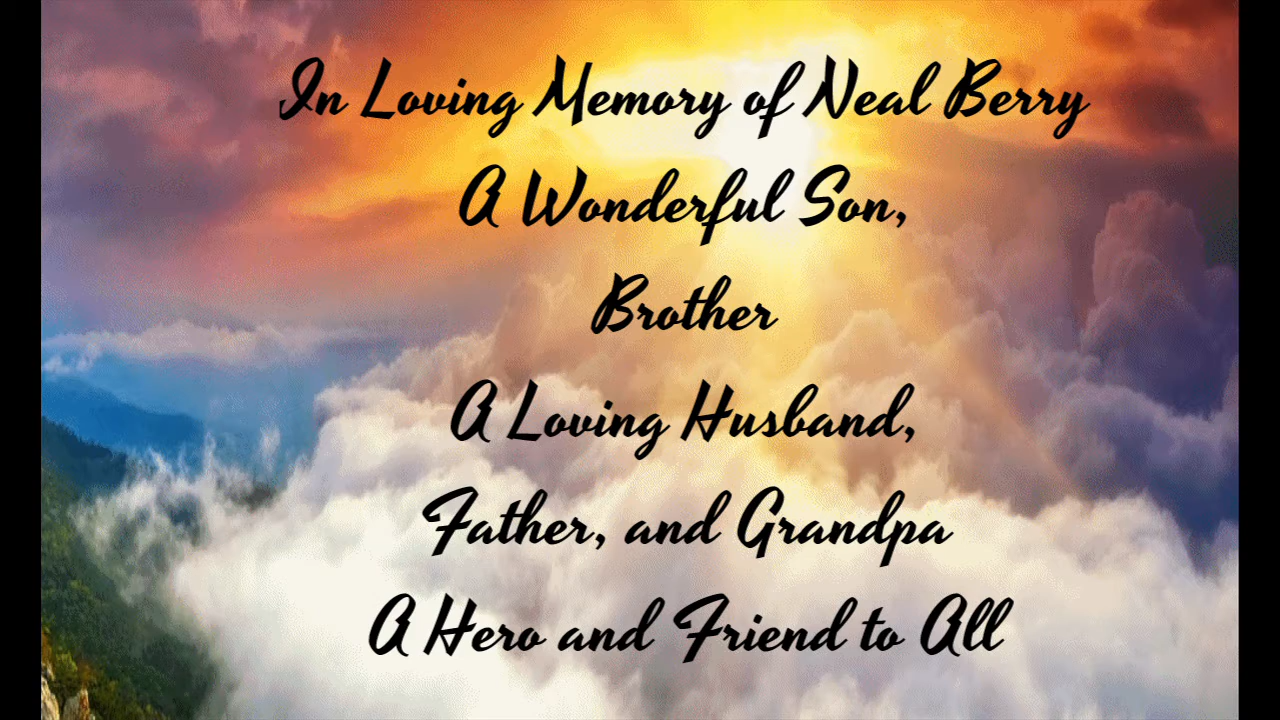 In Loving Memory of Neal Berry
A Wonderful Son,
Brother
A Loving Husband,
Father, and Grandpa
A Hero and Friend to All